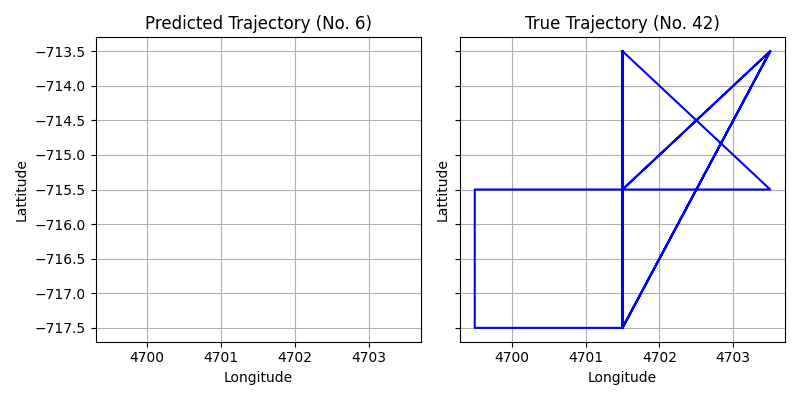 Predicted Trajectory (No. 6)
True Trajectory (No. 42)
Lattitude
−713.5
−714.0
−714.5
−715.0
−715.5
−716.0
−716.5
−717.0
−717.5
4700 4701 4702 4703
Longitude
Lattitude
4700 4701 4702 4703
Longitude